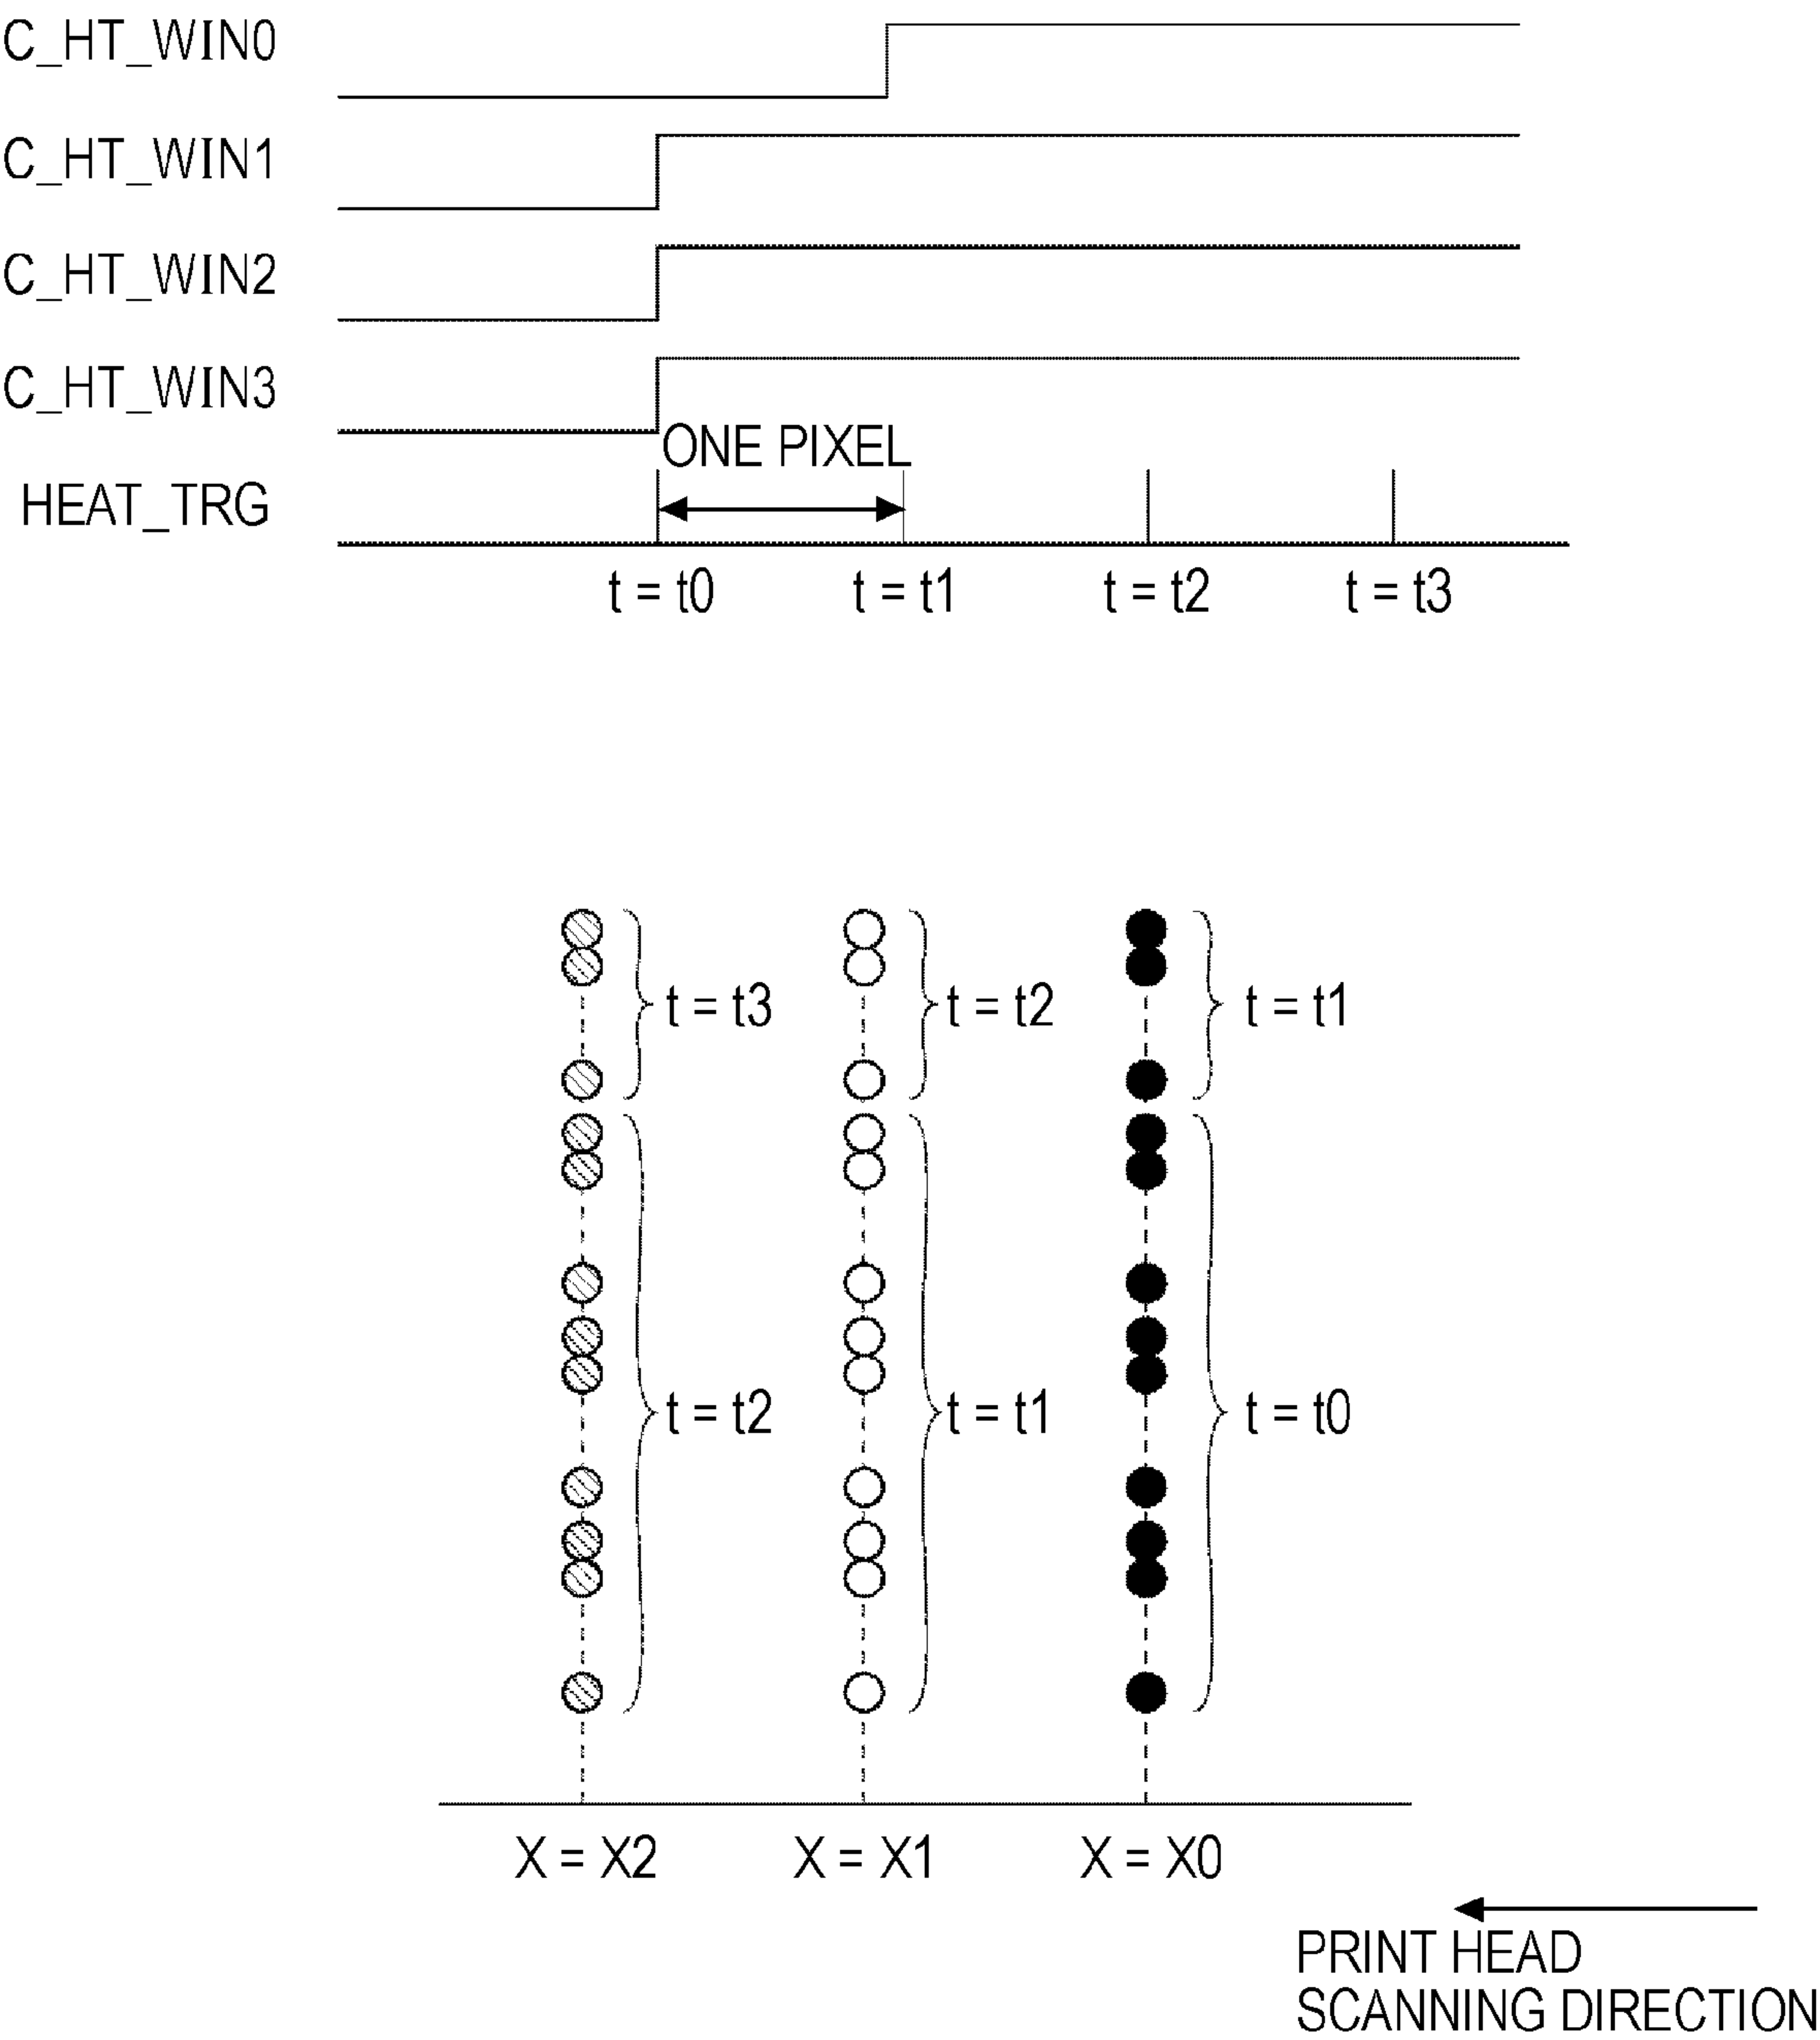 C_HT_WIN0
C_HT_WIN1
C_HT_WIN2
C_HT_WIN3
ONE PIXEL
HEAT_TRG
t = t0 t = t1 t = t2 t = t3
t = t3 t = t2 t = t1
t = t2 t = t1 t = t0
X = X2 X = X1 X = X0
PRINT HEAD
SCANNING DIRECTION